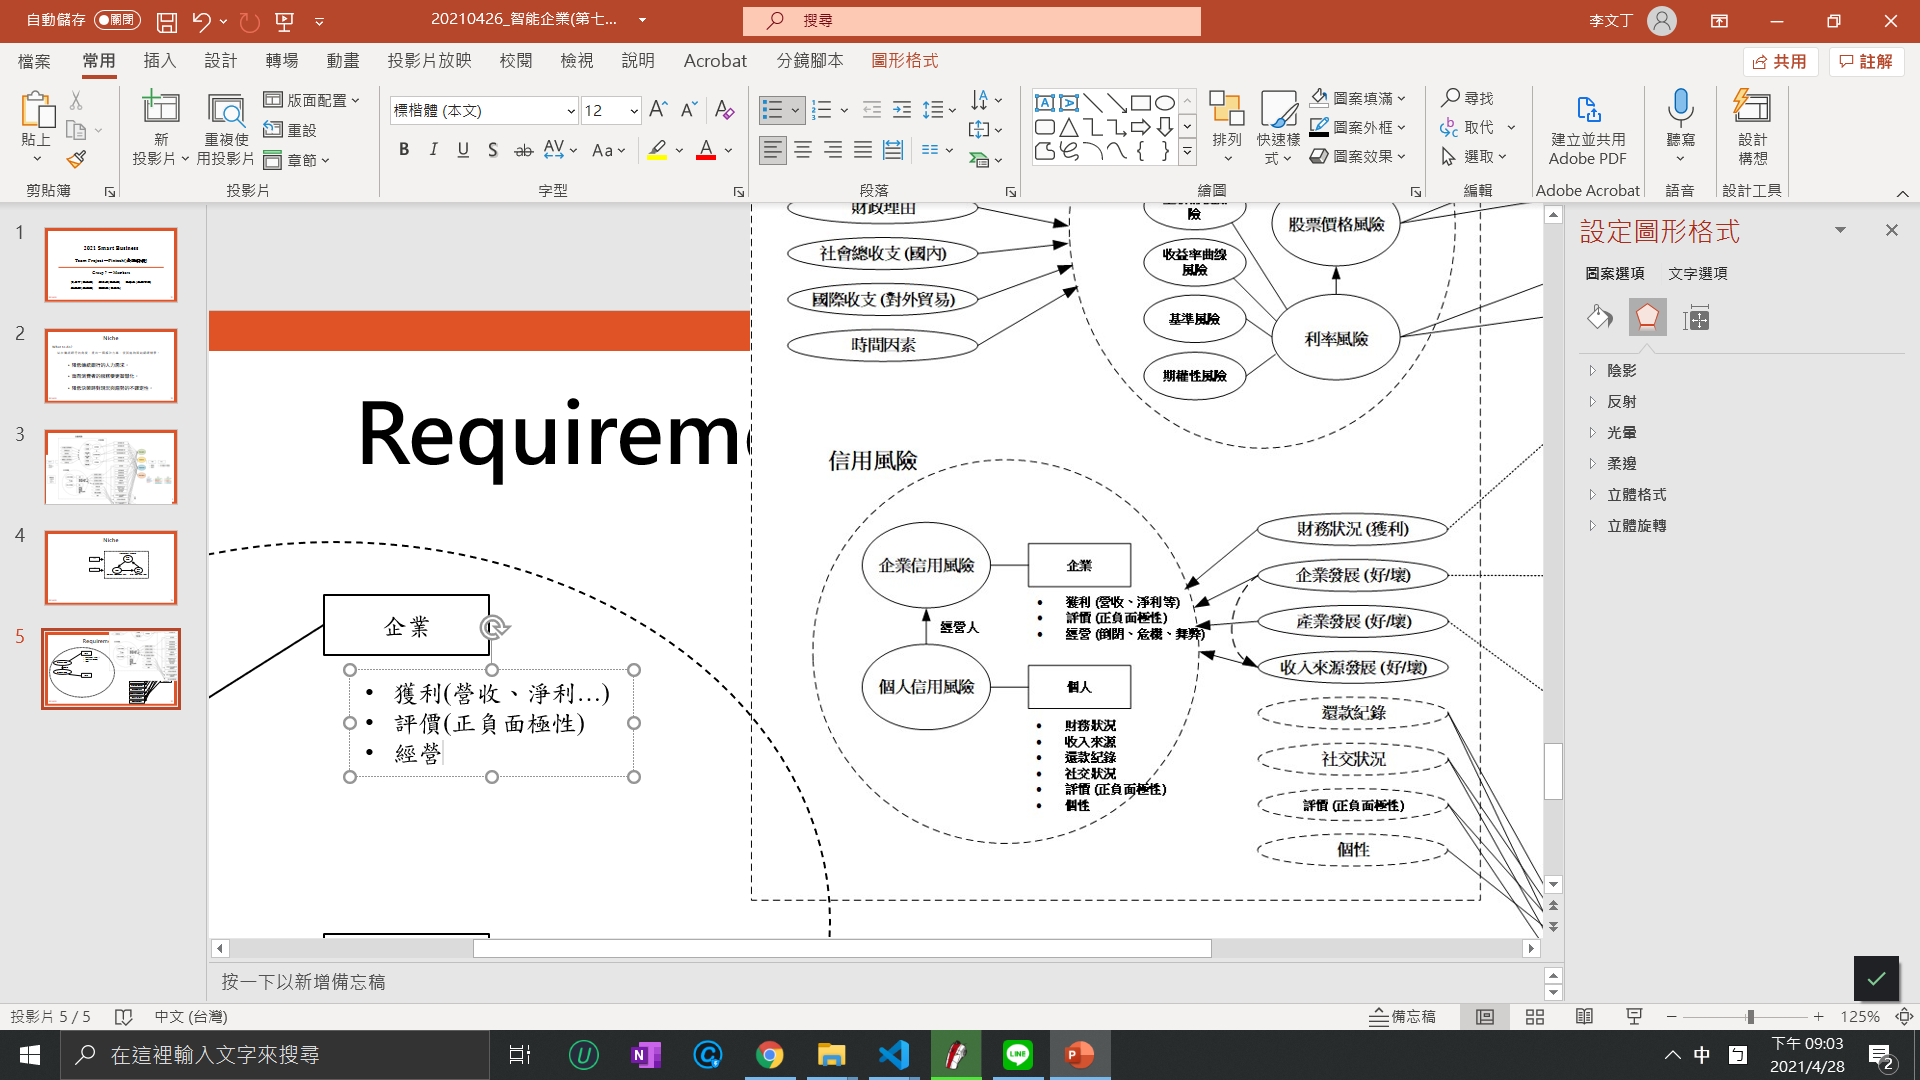 自動儲存 關閉
20210426_智能企業(第七...
搜尋
李文丁
檔案 常用 插入 設計 轉場 動畫 投影片放映 校閱 檢視 說明 Acrobat 分鏡腳本 圖形格式
共用 註解
貼上
剪貼簿
新
投影片
重複使
用投影片
版面配置
重設
章節
投影片
標楷體 (本文) 12
B I U S ab AV Aa A
字型
段落
排列
快速樣
式
圖案填滿
圖案外框
圖案效果
繪圖
尋找
取代
選取
編輯
建立並共用
Adobe PDF
Adobe Acrobat
聽寫
語音
設計
構想
設計工具
1
2021 Smart Business
2
Niche
3
4
Niche
5
Requirem
Requirem
企業
• 獲利(營收、淨利...)
• 評價(正負面極性)
• 經營
財政理由
社會總收支 (國內)
國際收支 (對外貿易)
時間因素
險
收益率曲線
風險
基準風險
期權性風險
股票價格風險
利率風險
信用風險
企業信用風險
企業
• 獲利 (營收、淨利等)
• 評價 (正負面極性)
• 經營 (倒閉、危機、舞弊)
經營人
個人信用風險
個人
• 財務狀況
• 收入來源
• 還款紀錄
• 社交狀況
• 評價 (正負面極性)
• 個性
財務狀況 (獲利)
企業發展 (好/壞)
產業發展 (好/壞)
收入來源發展 (好/壞)
還款紀錄
社交狀況
評價 (正負面極性)
個性
設定圖形格式
圖案選項 文字選項
陰影
反射
光暈
柔邊
立體格式
立體旋轉
按一下以新增備忘稿
投影片 5 / 5 中文 (台灣)
備忘稿
125%
在這裡輸入文字來搜尋
中
下午 09:03
2021/4/28
2